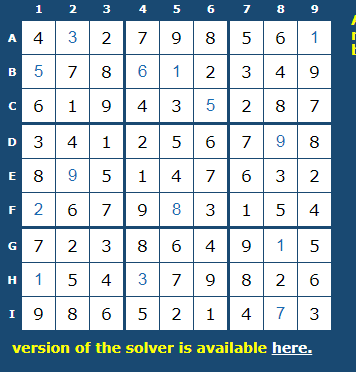 1 2 3 4 5 6 7 8 9
A 4 3 2 7 9 8 5 6 1
B 5 7 8 6 1 2 3 4 9
C 6 1 9 4 3 5 2 8 7
D 3 4 1 2 5 6 7 9 8
E 8 9 5 1 4 7 6 3 2
F 2 6 7 9 8 3 1 5 4
G 7 2 3 8 6 4 9 1 5
H 1 5 4 3 7 9 8 2 6
I 9 8 6 5 2 1 4 7 3
version of the solver is available here.